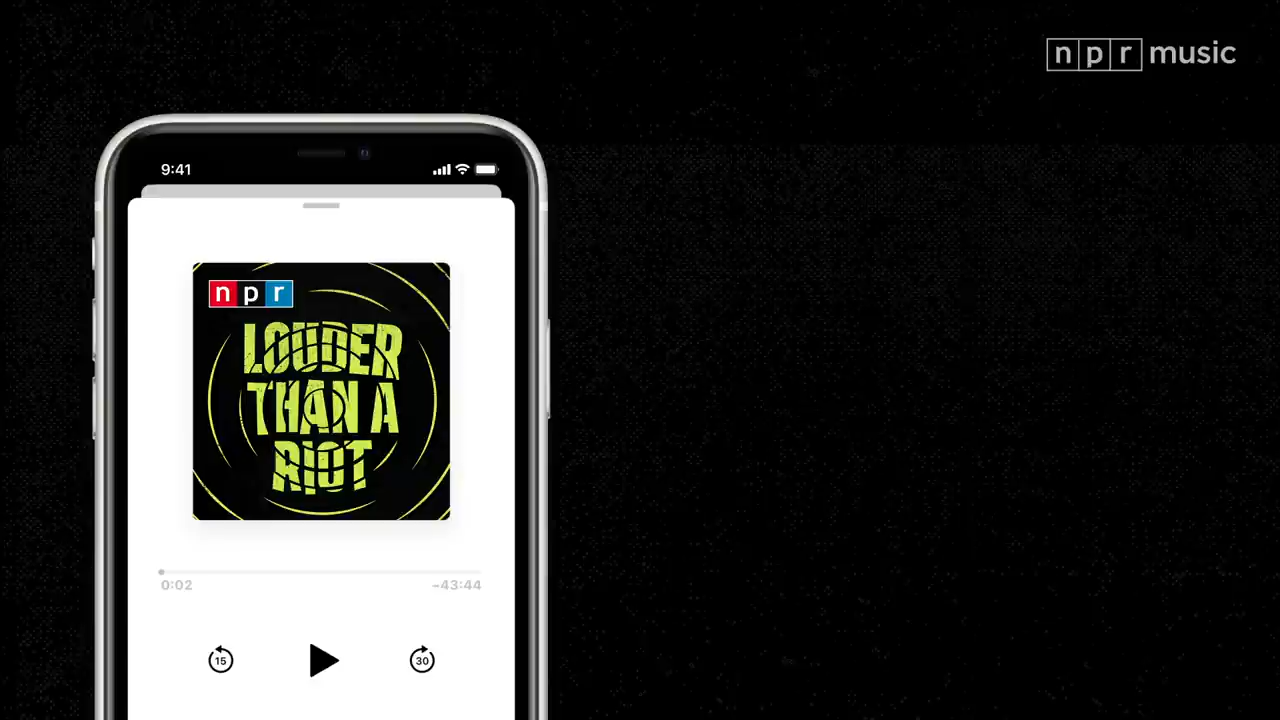 npr music
9:41
npr
LOUDER
THAN A
RIOT
0:02
-43:44
15
30